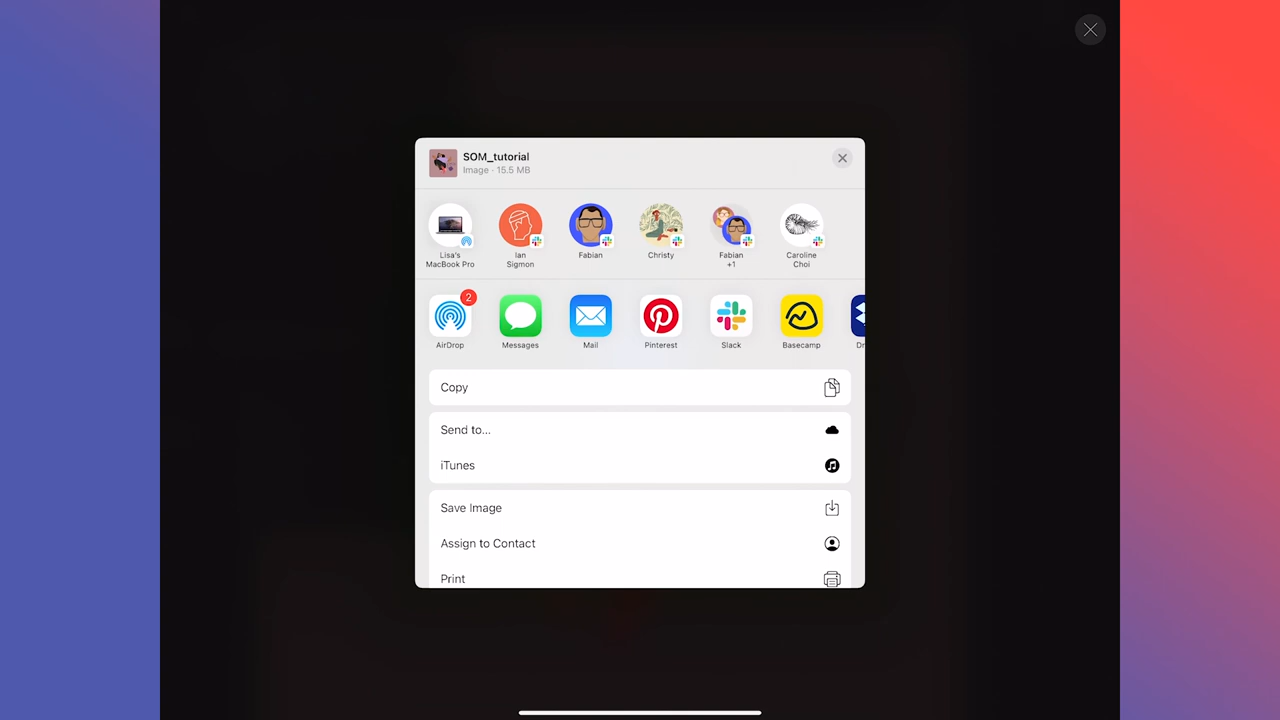 SOM_tutorial
Image · 15.5 MB
Lisa's
MacBook Pro
Ian
Sigmon
Fabian
Christy
Fabian
+1
Caroline
Choi
2
AirDrop
Messages
Mail
Pinterest
Slack
Basecamp
Dr
Copy
Send to...
iTunes
Save Image
Assign to Contact
Print